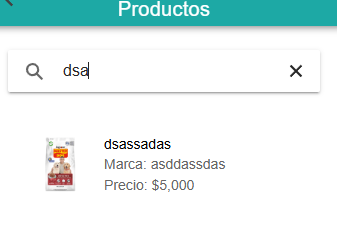 Productos
dsa
dsassadas
Marca: asddassdas
Precio: $5,000